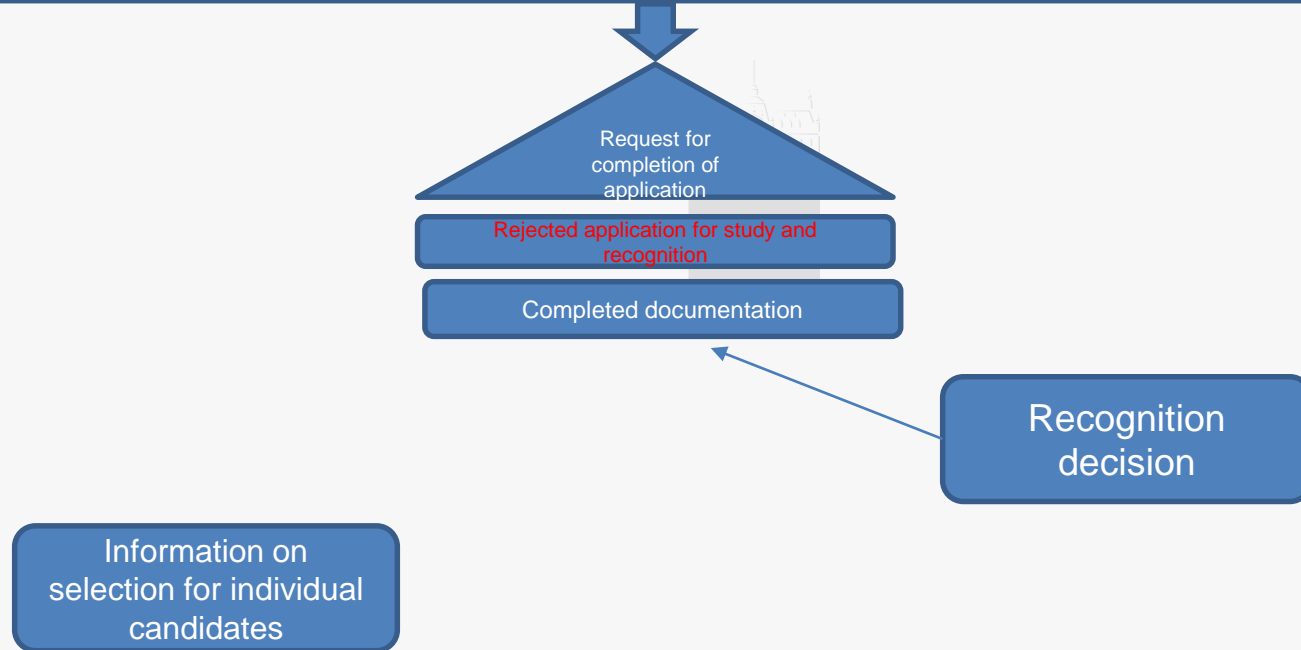 Request for
completion of
application
Rejected application for study and
recognition
Completed documentation
Recognition
decision
Information on
selection for individual
candidates